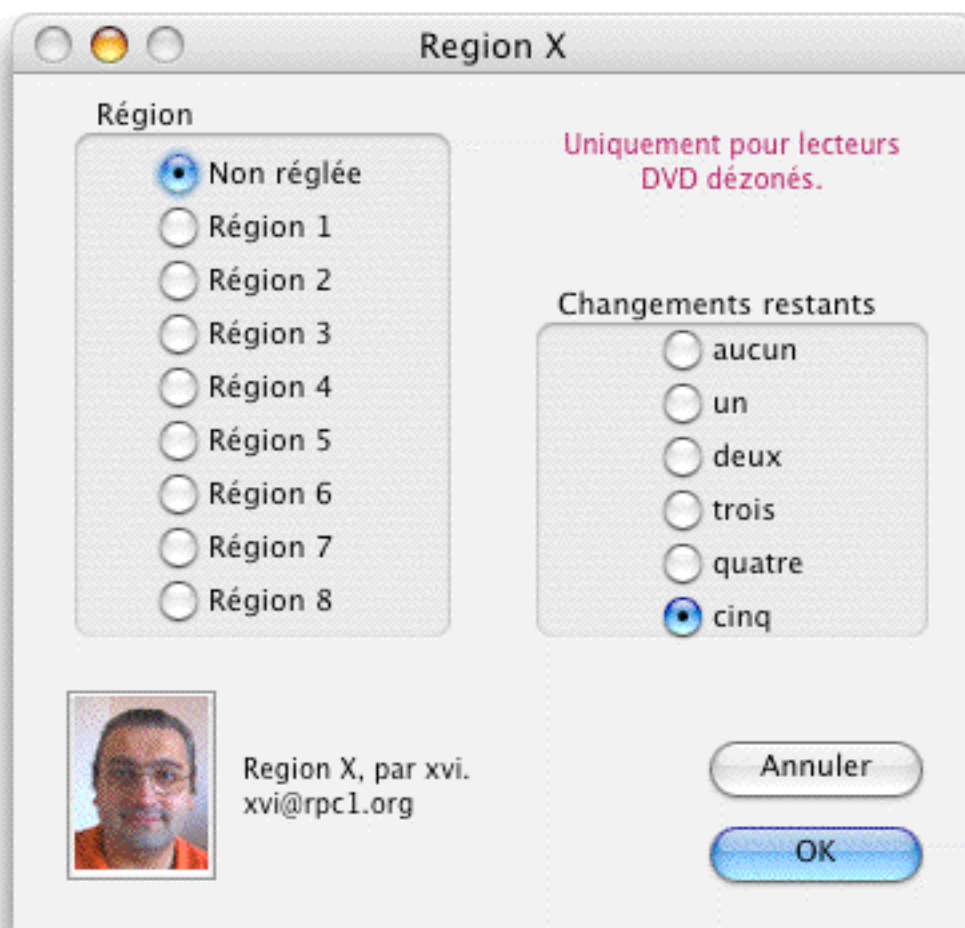 Region X
Région
Non réglée
Région 1
Région 2
Région 3
Région 4
Région 5
Région 6
Région 7
Région 8
Uniquement pour lecteurs
DVD dézonés.
Changements restants
aucun
un
deux
trois
quatre
cinq
Region X, par xvi.
xvi@rpc1.org
Annuler
OK